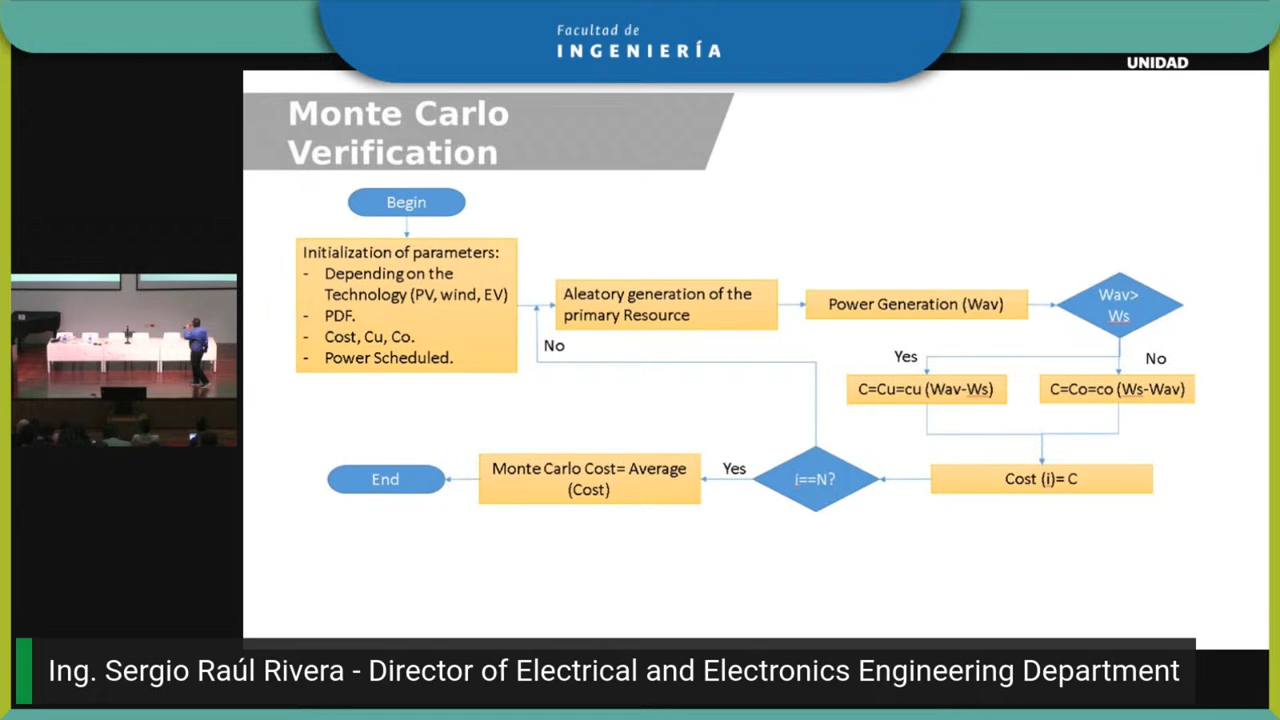 Facultad de
INGENIERÍA
UNIDAD
Monte Carlo
Verification
Begin
Initialization of parameters:
- Depending on the
Technology (PV, wind, EV)
- PDF.
- Cost, Cu, Co.
- Power Scheduled.
Aleatory generation of the
primary Resource
Power Generation (Wav)
Wav>
Ws
No
Yes
No
C=Cu=cu (Wav-Ws)
C=Co=co (Ws-Wav)
End
Monte Carlo Cost= Average
(Cost)
Yes
i==N?
Cost (i)= C
Ing. Sergio Raúl Rivera - Director of Electrical and Electronics Engineering Department